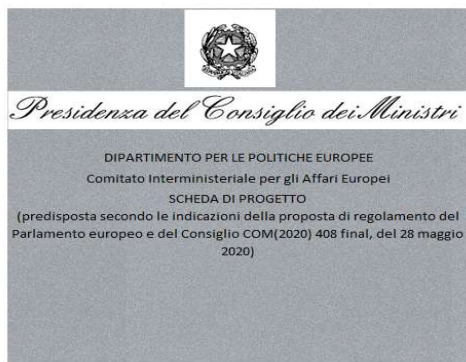 Presidenza del Consiglio dei Ministri
DIPARTIMENTO PER LE POLITICHE EUROPEE
Comitato Interministeriale per gli Affari Europei
SCHEDA DI PROGETTO
(predisposta secondo le indicazioni della proposta di regolamento del
Parlamento europeo e del Consiglio COM(2020) 408 final, del 28 maggio
2020)